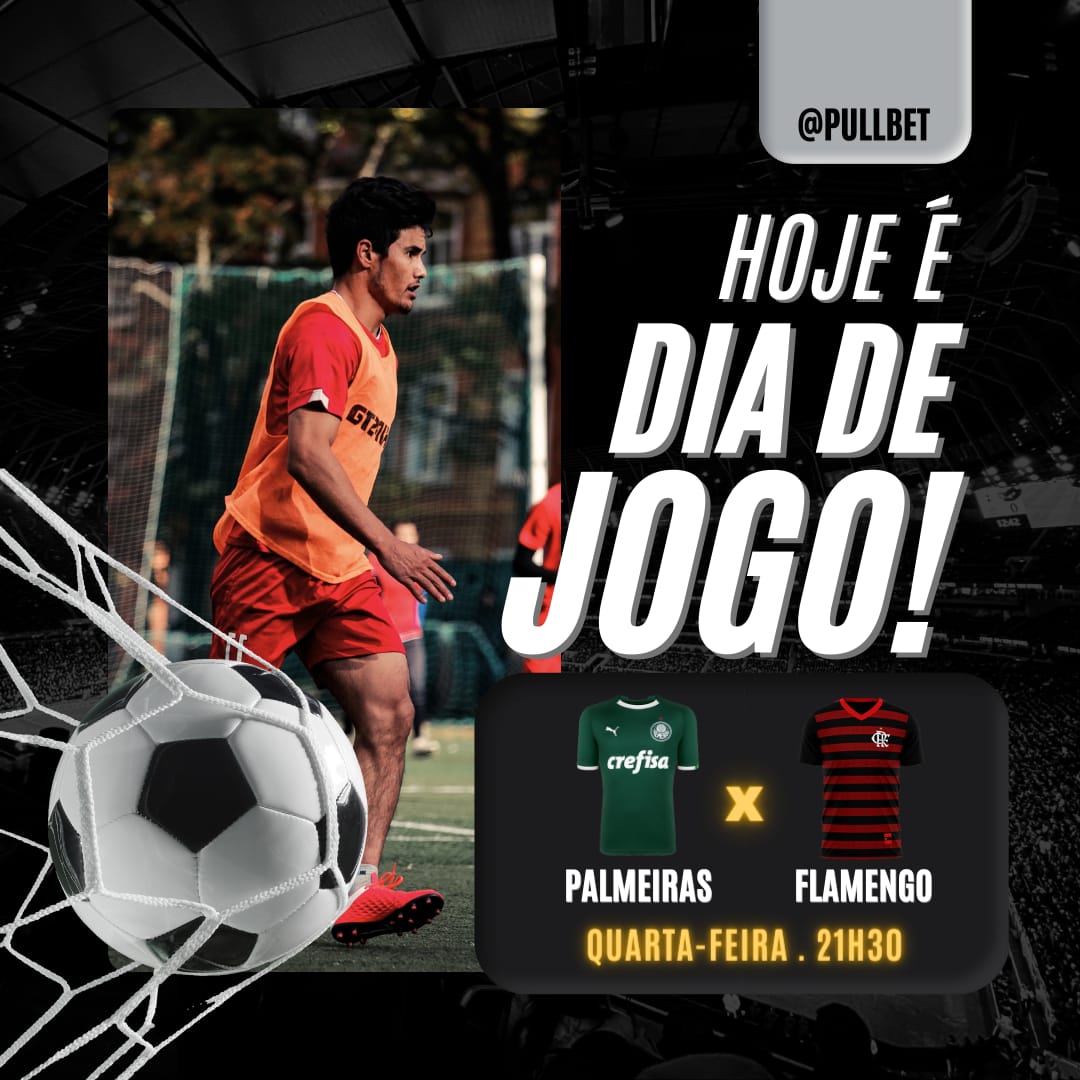 @PULLBET
HOJE É
DIA DE
JOGO!
crefisa
X
PALMEIRAS
FLAMENGO
QUARTA-FEIRA . 21H30